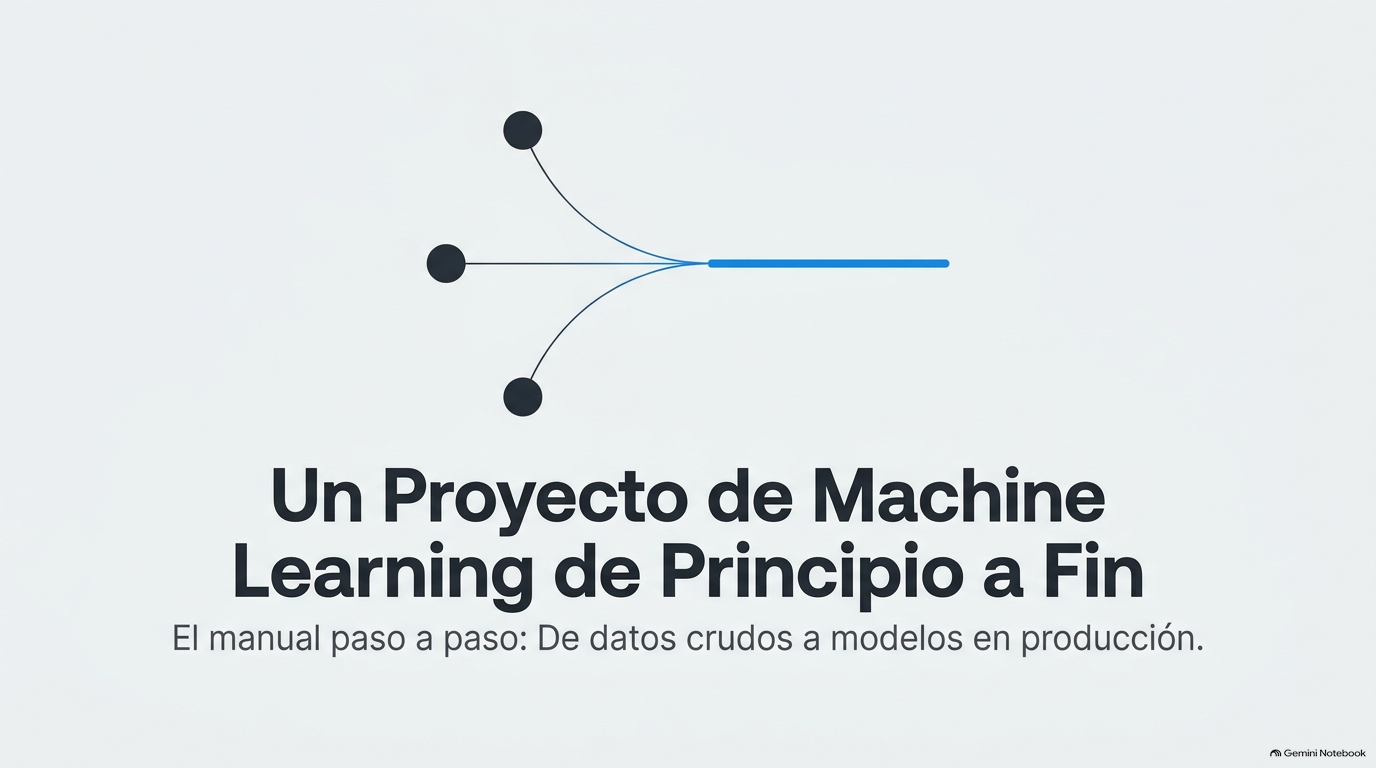 Un Proyecto de Machine
Learning de Principio a Fin
El manual paso a paso: De datos crudos a modelos en producción.
Gemini Notebook